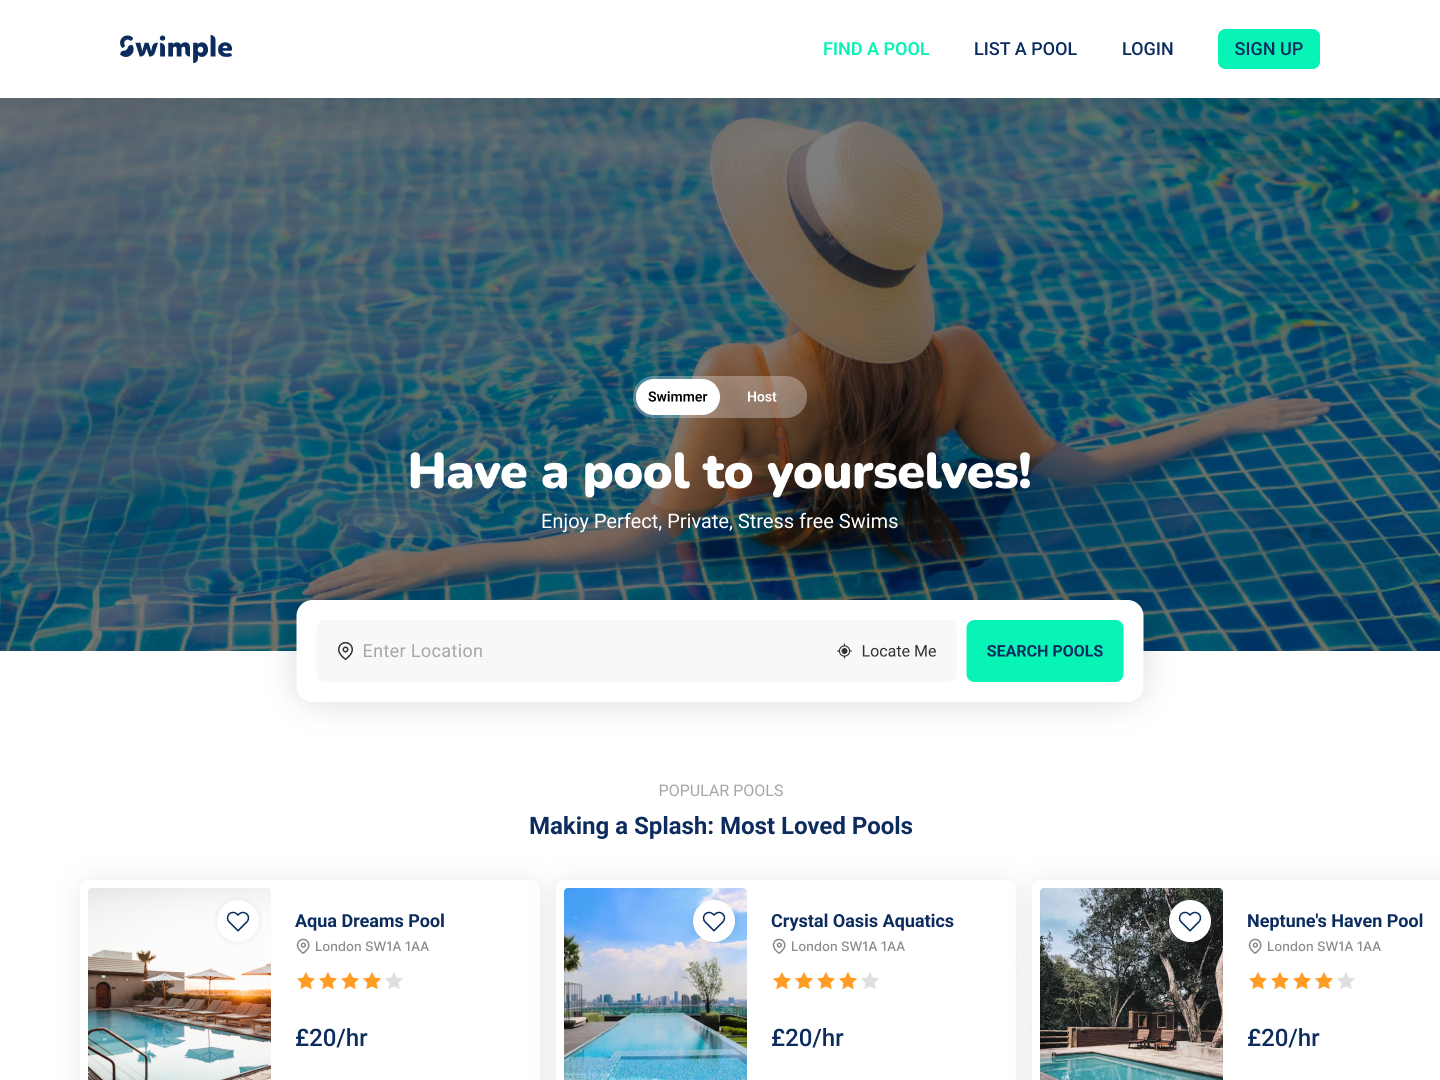 Swimple
FIND A POOL
LIST A POOL
LOGIN
SIGN UP
Swimmer
Host
Have a pool to yourselves!
Enjoy Perfect, Private, Stress free Swims
Enter Location
Locate Me
SEARCH POOLS
POPULAR POOLS
Making a Splash: Most Loved Pools
Aqua Dreams Pool
London SW1A 1AA
£20/hr
Crystal Oasis Aquatics
London SW1A 1AA
£20/hr
Neptune's Haven Pool
London SW1A 1AA
£20/hr